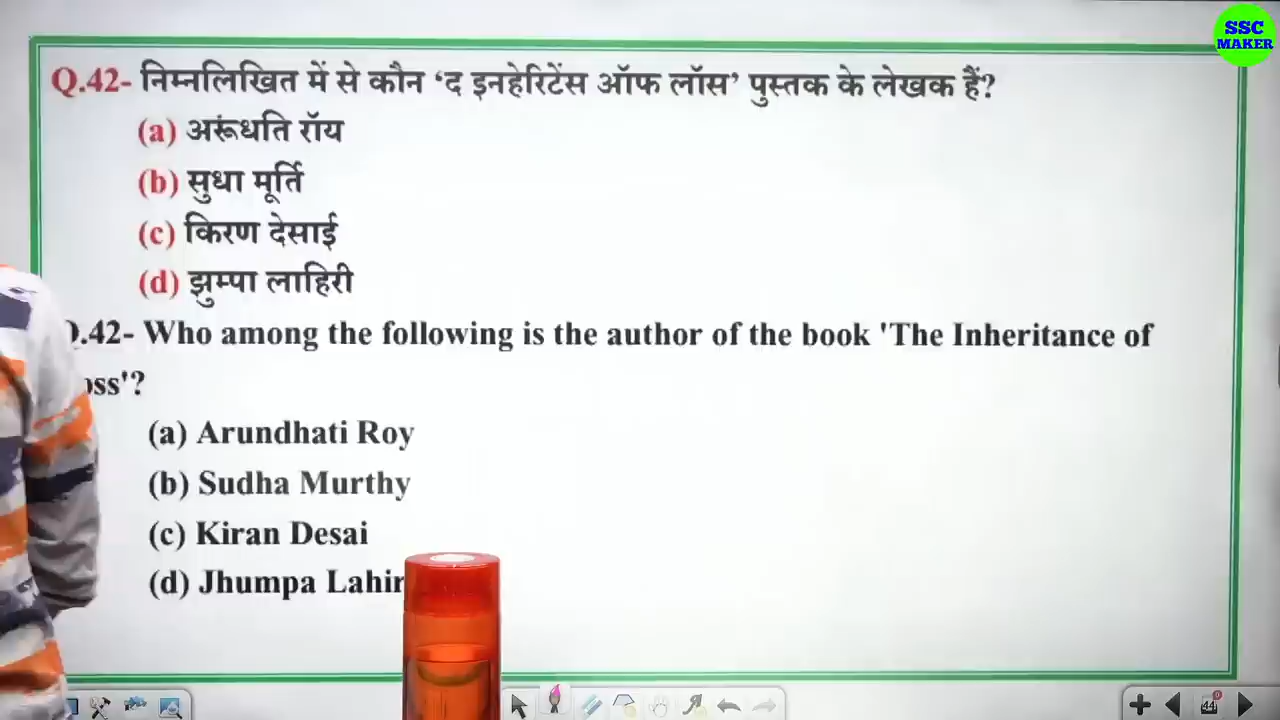 SSC
MAKER
Q.42- निम्नलिखित में से कौन ‘द इनहेरिटेंस ऑफ लॉस’ पुस्तक के लेखक हैं?
(a) अरूंधति रॉय
(b) सुधा मूर्ति
(c) किरण देसाई
(d) झुम्पा लाहिरी
.42- Who among the following is the author of the book 'The Inheritance of
oss'?
(a) Arundhati Roy
(b) Sudha Murthy
(c) Kiran Desai
(d) Jhumpa Lahir
44